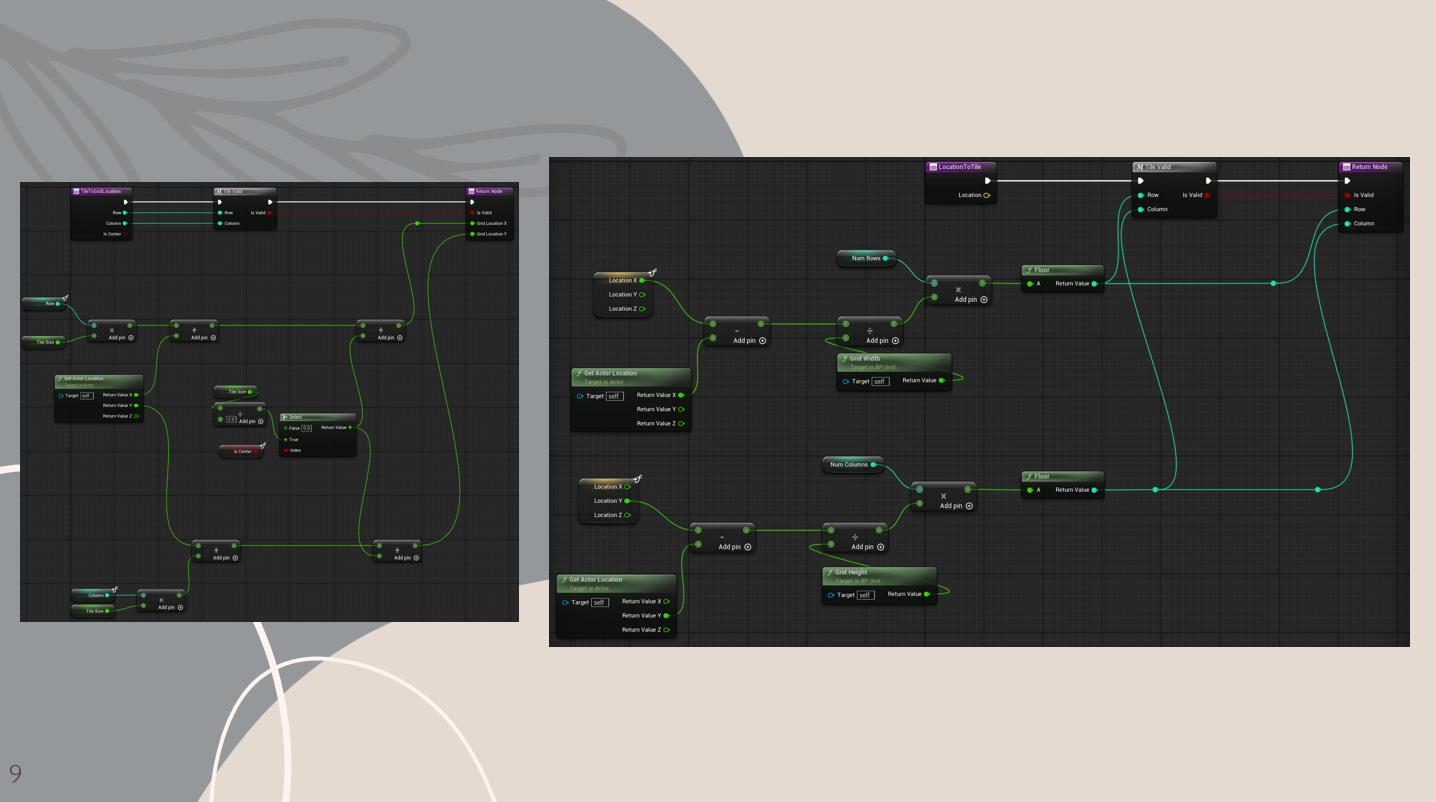 TileToGridLocation
Row
Column
Is Center
Tile Valid
Row
Column
Is Valid
Return Node
Is Valid
Grid Location X
Grid Location Y
Row
Tile Size
×
Add pin
+
Add pin
+
Add pin
Get Actor Location
Target is Actor
Target self
Return Value X
Return Value Y
Return Value Z
Tile Size
÷
2.0 Add pin
Is Center
Select
False 0.0 Return Value
True
Index
+
Add pin
+
Add pin
Column
Tile Size
×
Add pin
LocationToTile
Location
Tile Valid
Row Is Valid
Column
Return Node
Is Valid
Row
Column
Num Rows
×
Add pin
Floor
A Return Value
Location X
Location Y
Location Z
-
Add pin
÷
Add pin
Grid Width
Target is BP Grid
Target self Return Value
Get Actor Location
Target is Actor
Target self Return Value X
Return Value Y
Return Value Z
Num Columns
×
Add pin
Floor
A Return Value
Location X
Location Y
Location Z
-
Add pin
÷
Add pin
Grid Height
Target is BP Grid
Target self Return Value
Get Actor Location
Target is Actor
Target self Return Value X
Return Value Y
Return Value Z
9